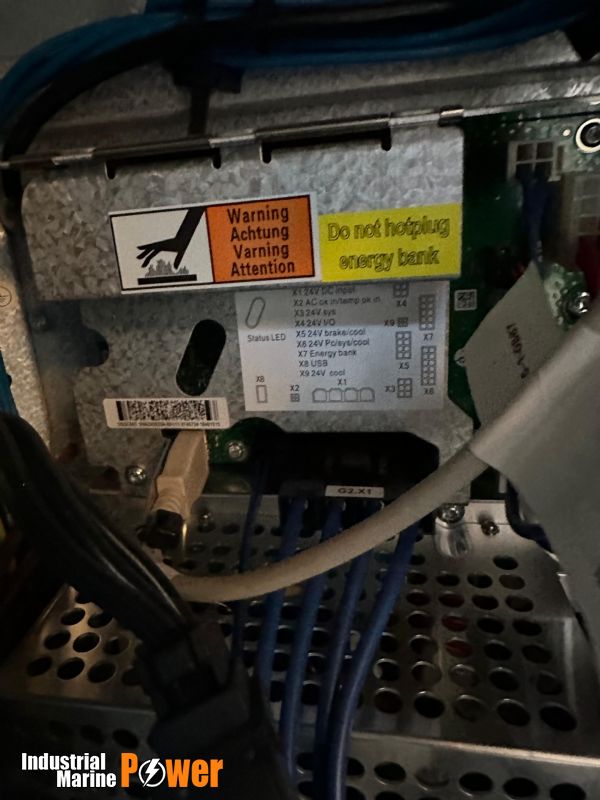 Warning
Achtung
Varning
Attention
Do not hotplug
energy bank
X1 24V DC input
X2 AC ok in/temp ok in
X3 24V sys
X4 24V I/O
X5 24V brake/cool
X6 24V Pc/sys/cool
X7 Energy bank
X8 USB
X9 24V cool
Status LED
X4
X9
X7
X5
X8
X2
X1
X3
X6
G2.X1
Industrial
Marine
Power